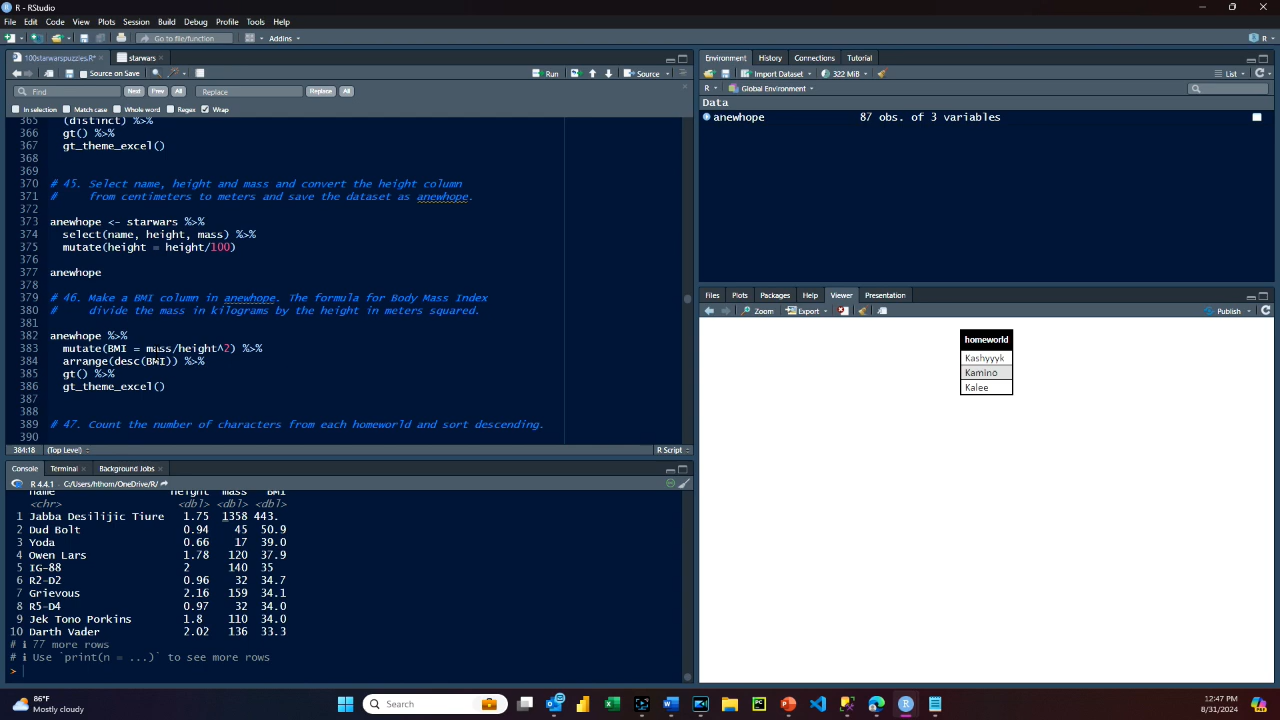 R - RStudio
File Edit Code View Plots Session Build Debug Profile Tools Help
Go to file/function Addins R
100starwarspuzzles.R* starwars
Source on Save Run Source
Find Next Prev All Replace Replace All
In selection Match case Whole word Regex Wrap
365 (distinct) %>%
366 gt() %>%
367 gt_theme_excel()
368
369
370 # 45. Select name, height and mass and convert the height column
371 # from centimeters to meters and save the dataset as anewhope.
372
373 anewhope <- starwars %>%
374 select(name, height, mass) %>%
375 mutate(height = height/100)
376
377 anewhope
378
379 # 46. Make a BMI column in anewhope. The formula for Body Mass Index
380 # divide the mass in kilograms by the height in meters squared.
381
382 anewhope %>%
383 mutate(BMI = mass/height^2) %>%
384 arrange(desc(BMI)) %>%
385 gt() %>%
386 gt_theme_excel()
387
388
389 # 47. Count the number of characters from each homeworld and sort descending.
390
384:18 (Top Level) R Script
Console Terminal Background Jobs
R 4.4.1 · C:/Users/hthom/OneDrive/R/
name height mass BMI
<chr> <dbl> <dbl> <dbl>
1 Jabba Desilijic Tiure 1.75 1358 443.
2 Dud Bolt 0.94 45 50.9
3 Yoda 0.66 17 39.0
4 Owen Lars 1.78 120 37.9
5 IG-88 2 140 35
6 R2-D2 0.96 32 34.7
7 Grievous 2.16 159 34.1
8 R5-D4 0.97 32 34.0
9 Jek Tono Porkins 1.8 110 34.0
10 Darth Vader 2.02 136 33.3
# ℹ 77 more rows
# ℹ Use `print(n = ...)` to see more rows
>
Environment History Connections Tutorial
Import Dataset 322 MiB List
R Global Environment
Data
anewhope 87 obs. of 3 variables
Files Plots Packages Help Viewer Presentation
Zoom Export Publish
homeworld
Kashyyyk
Kamino
Kalee
86°F
Mostly cloudy
Search
12:47 PM
8/31/2024